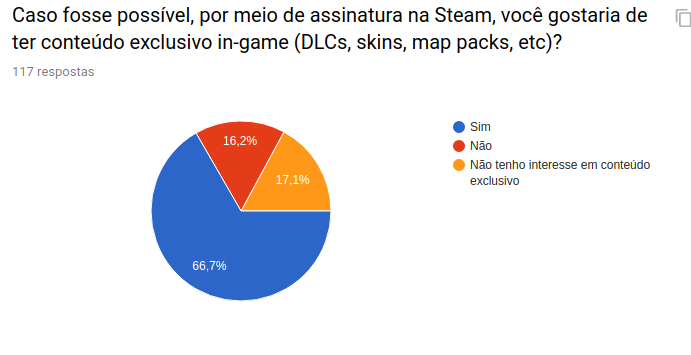 Caso fosse possível, por meio de assinatura na Steam, você gostaria de
ter conteúdo exclusivo in-game (DLCs, skins, map packs, etc)?
117 respostas
16,2%
17,1%
66,7%
Sim
Não
Não tenho interesse em conteúdo
exclusivo